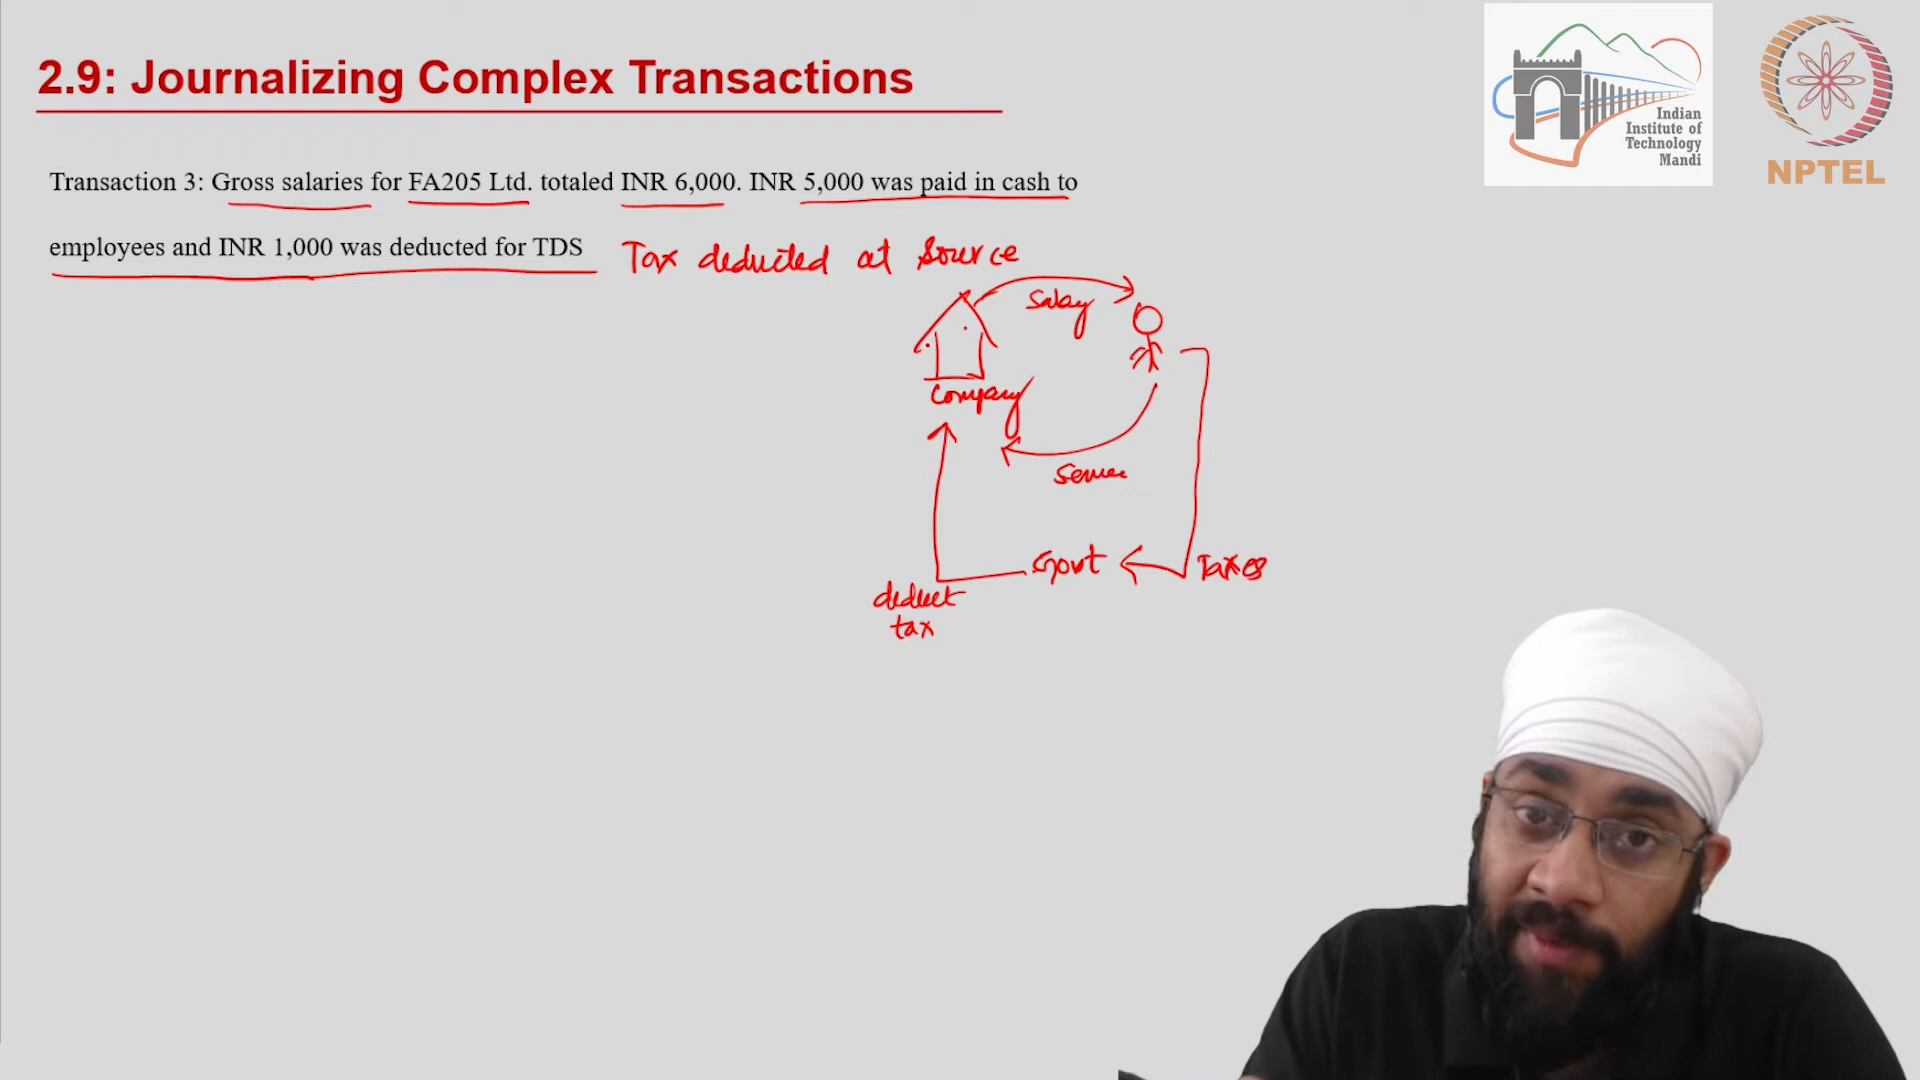 2.9: Journalizing Complex Transactions
Indian
Institute of
Technology
Mandi
NPTEL
Transaction 3: Gross salaries for FA205 Ltd. totaled INR 6,000. INR 5,000 was paid in cash to
employees and INR 1,000 was deducted for TDS
Tax deducted at Source
Salary
Company
Govt
Taxes
deduct
tax